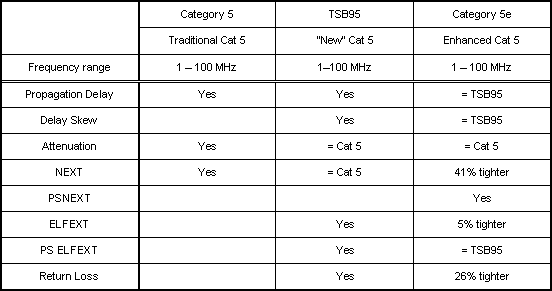 Category 5 TSB95 Category 5e
Traditional Cat 5 "New" Cat 5 Enhanced Cat 5
Frequency range 1 – 100 MHz 1–100 MHz 1 – 100 MHz
Propagation Delay Yes Yes = TSB95
Delay Skew Yes = TSB95
Attenuation Yes = Cat 5 = Cat 5
NEXT Yes = Cat 5 41% tighter
PSNEXT Yes
ELFEXT Yes 5% tighter
PS ELFEXT Yes = TSB95
Return Loss Yes 26% tighter